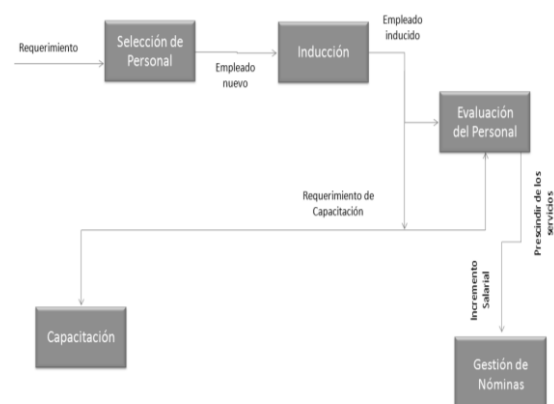 Requerimiento
Selección de
Personal
Empleado
nuevo
Inducción
Empleado
inducido
Evaluación
del Personal
Requerimiento de
Capacitación
Prescindir de los
servicios
Incremento
Salarial
Capacitación
Gestión de
Nóminas